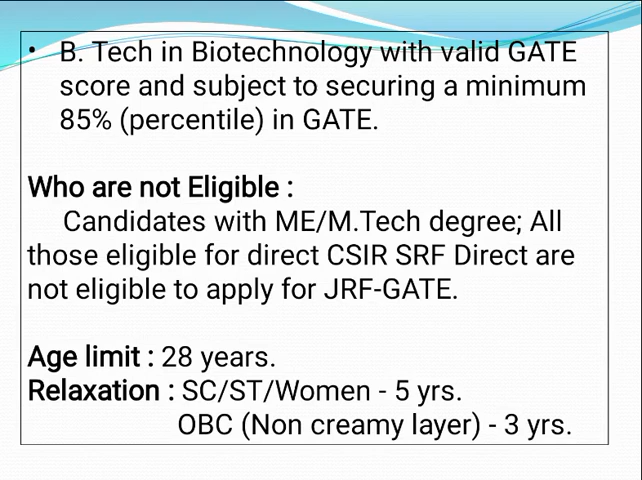 • B. Tech in Biotechnology with valid GATE
score and subject to securing a minimum
85% (percentile) in GATE.
Who are not Eligible :
Candidates with ME/M.Tech degree; All
those eligible for direct CSIR SRF Direct are
not eligible to apply for JRF-GATE.
Age limit : 28 years.
Relaxation : SC/ST/Women - 5 yrs.
OBC (Non creamy layer) - 3 yrs.